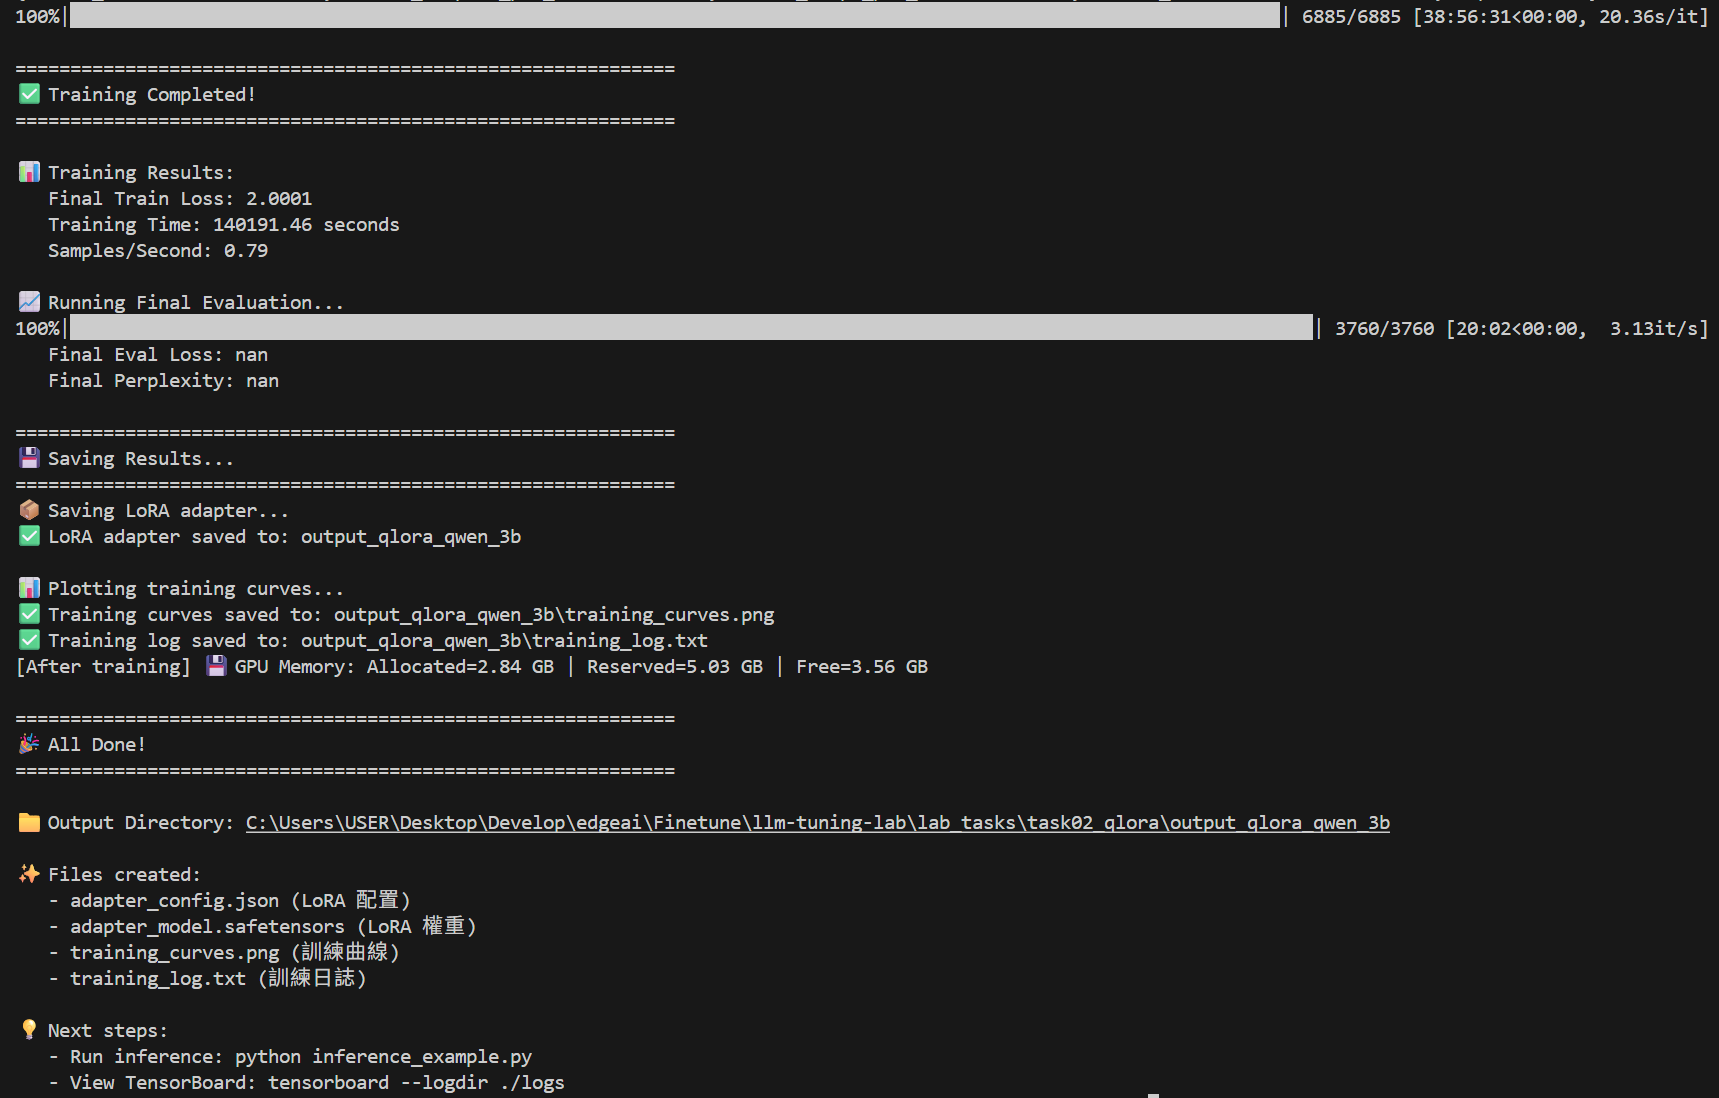 100%| | 6885/6885 [38:56:31<00:00, 20.36s/it]
============================================================
✅ Training Completed!
============================================================
📊 Training Results:
Final Train Loss: 2.0001
Training Time: 140191.46 seconds
Samples/Second: 0.79
📈 Running Final Evaluation...
100%| | 3760/3760 [20:02<00:00, 3.13it/s]
Final Eval Loss: nan
Final Perplexity: nan
============================================================
💾 Saving Results...
============================================================
📦 Saving LoRA adapter...
✅ LoRA adapter saved to: output_qlora_qwen_3b
📊 Plotting training curves...
✅ Training curves saved to: output_qlora_qwen_3b\training_curves.png
✅ Training log saved to: output_qlora_qwen_3b\training_log.txt
[After training] 💾 GPU Memory: Allocated=2.84 GB | Reserved=5.03 GB | Free=3.56 GB
============================================================
🎉 All Done!
============================================================
📁 Output Directory: C:\Users\USER\Desktop\Develop\edgeai\Finetune\llm-tuning-lab\lab_tasks\task02_qlora\output_qlora_qwen_3b
✨ Files created:
- adapter_config.json (LoRA 配置)
- adapter_model.safetensors (LoRA 權重)
- training_curves.png (訓練曲線)
- training_log.txt (訓練日誌)
💡 Next steps:
- Run inference: python inference_example.py
- View TensorBoard: tensorboard --logdir ./logs